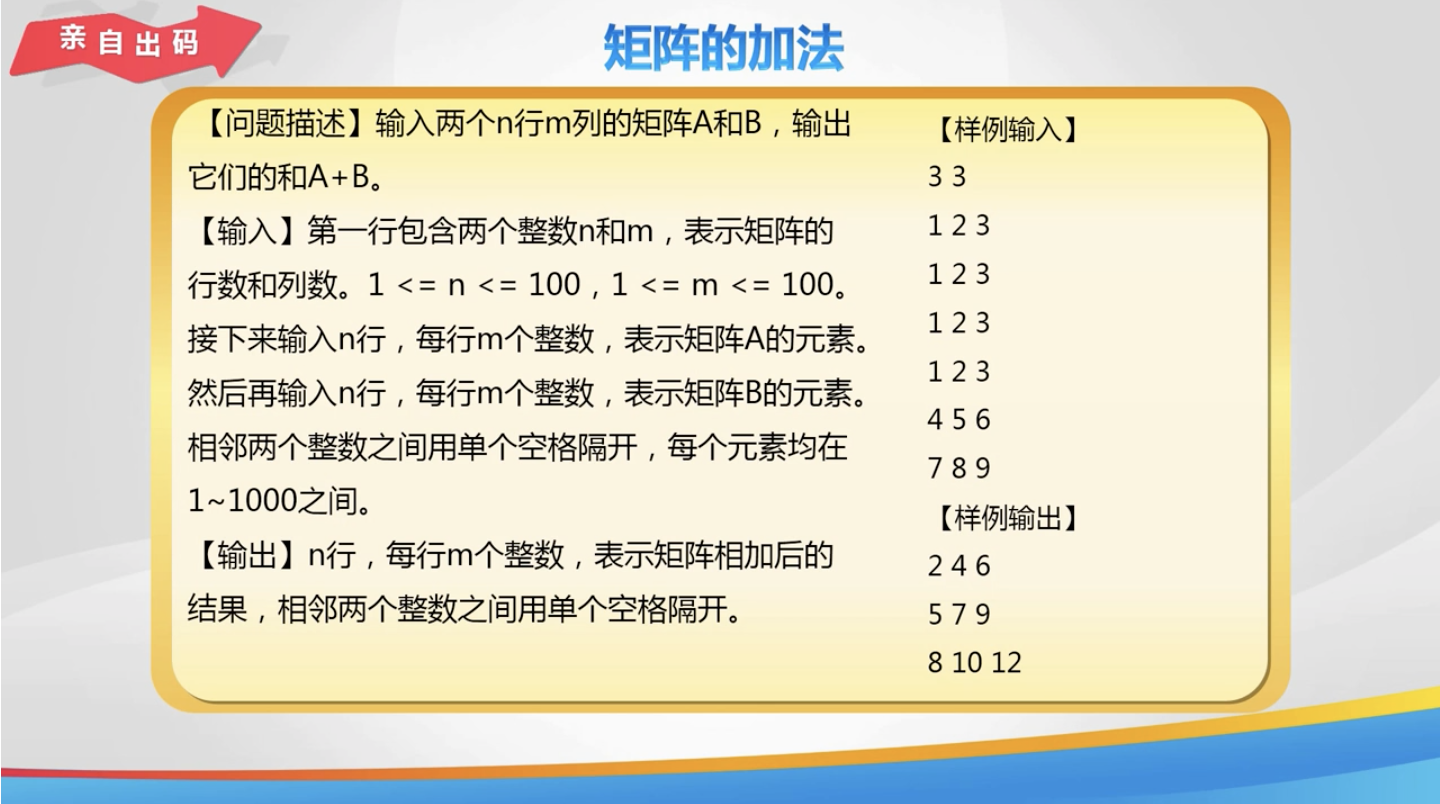 亲自出码
矩阵的加法
【问题描述】输入两个n行m列的矩阵A和B，输出
它们的和A+B。
【输入】第一行包含两个整数n和m，表示矩阵的
行数和列数。1 <= n <= 100，1 <= m <= 100。
接下来输入n行，每行m个整数，表示矩阵A的元素。
然后再输入n行，每行m个整数，表示矩阵B的元素。
相邻两个整数之间用单个空格隔开，每个元素均在
1~1000之间。
【输出】n行，每行m个整数，表示矩阵相加后的
结果，相邻两个整数之间用单个空格隔开。
【样例输入】
3 3
1 2 3
1 2 3
1 2 3
1 2 3
4 5 6
7 8 9
【样例输出】
2 4 6
5 7 9
8 10 12